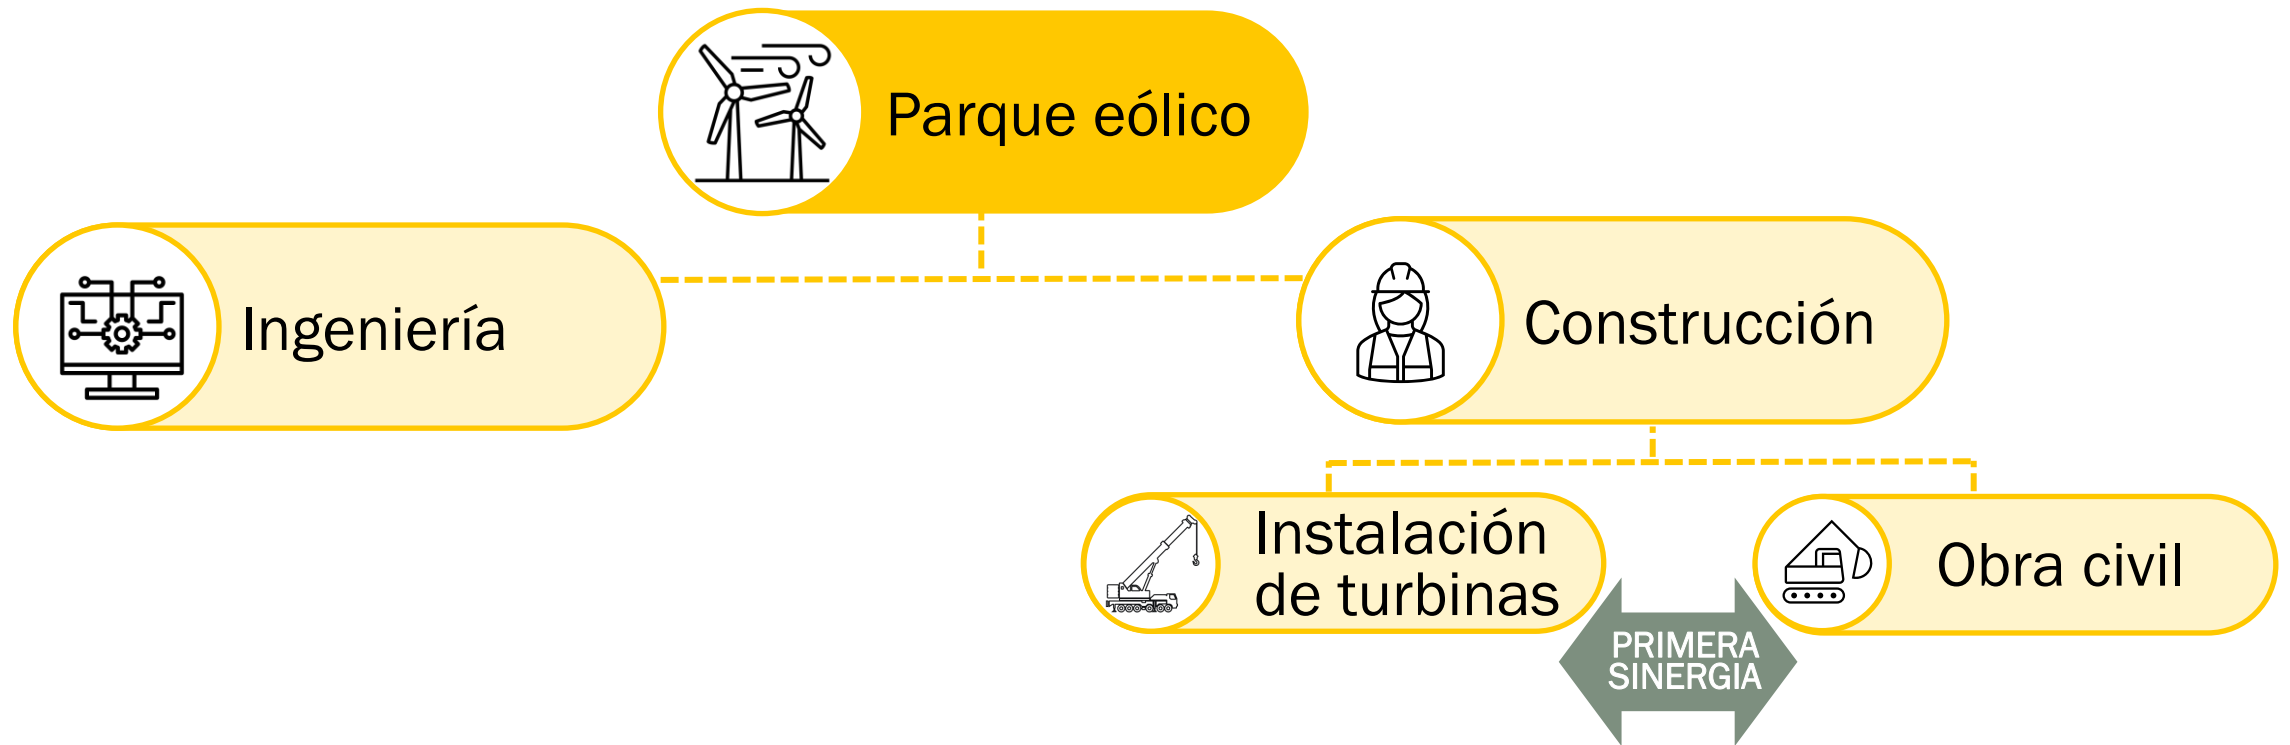 Parque eólico
Ingeniería
Construcción
Instalación
de turbinas
Obra civil
PRIMERA
SINERGIA